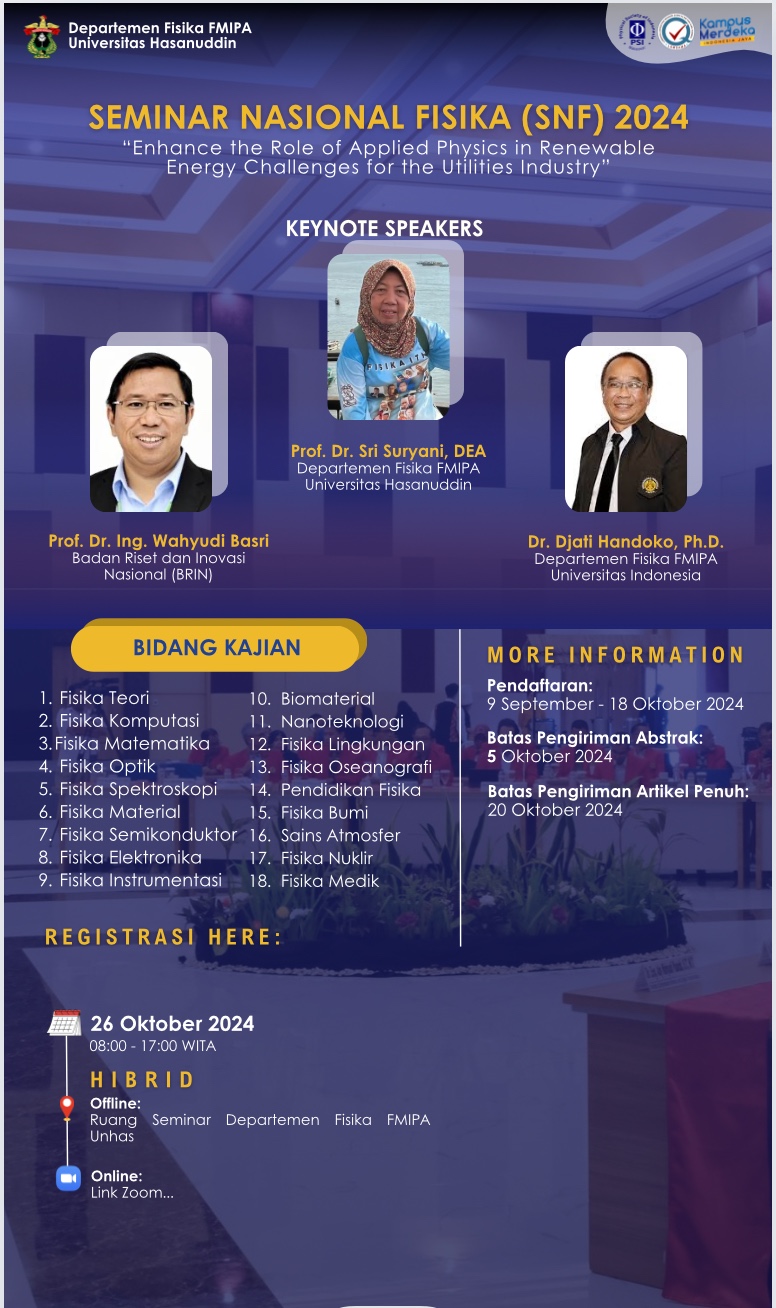 Departemen Fisika FMIPA
Universitas Hasanuddin
PSI
Kampus
Merdeka
INDONESIA JAYA
SEMINAR NASIONAL FISIKA (SNF) 2024
“Enhance the Role of Applied Physics in Renewable
Energy Challenges for the Utilities Industry”
KEYNOTE SPEAKERS
FISIKA ITB
Prof. Dr. Sri Suryani, DEA
Departemen Fisika FMIPA
Universitas Hasanuddin
Prof. Dr. Ing. Wahyudi Basri
Badan Riset dan Inovasi
Nasional (BRIN)
Dr. Djati Handoko, Ph.D.
Departemen Fisika FMIPA
Universitas Indonesia
BIDANG KAJIAN
1. Fisika Teori
2. Fisika Komputasi
3.Fisika Matematika
4. Fisika Optik
5. Fisika Spektroskopi
6. Fisika Material
7. Fisika Semikonduktor
8. Fisika Elektronika
9. Fisika Instrumentasi
10. Biomaterial
11. Nanoteknologi
12. Fisika Lingkungan
13. Fisika Oseanografi
14. Pendidikan Fisika
15. Fisika Bumi
16. Sains Atmosfer
17. Fisika Nuklir
18. Fisika Medik
MORE INFORMATION
Pendaftaran:
9 September - 18 Oktober 2024
Batas Pengiriman Abstrak:
5 Oktober 2024
Batas Pengiriman Artikel Penuh:
20 Oktober 2024
REGISTRASI HERE:
26 Oktober 2024
08:00 - 17:00 WITA
HIBRID
Offline:
Ruang Seminar Departemen Fisika FMIPA
Unhas
Online:
Link Zoom...